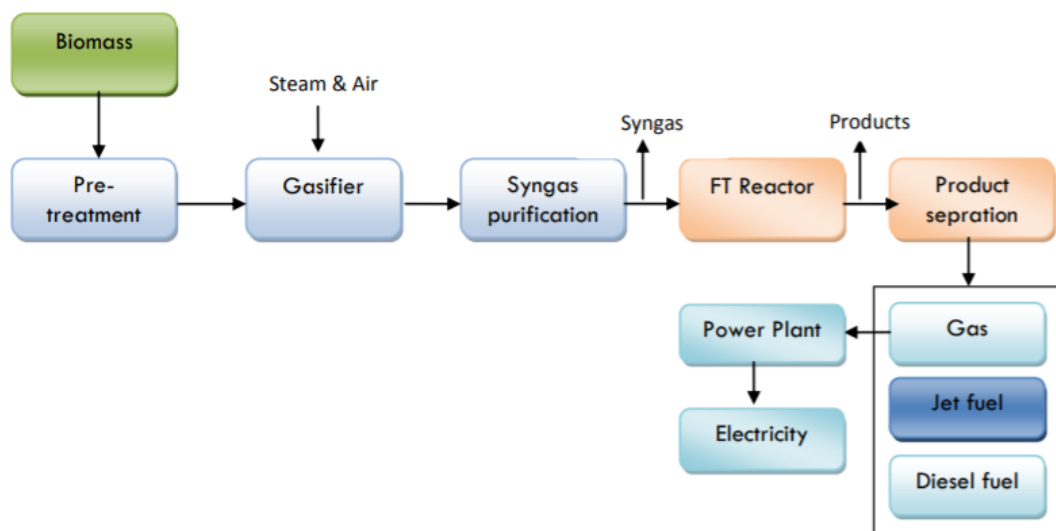 Biomass
Steam & Air
Syngas
Products
Pre-
treatment
Gasifier
Syngas
purification
FT Reactor
Product
sepration
Power Plant
Gas
Jet fuel
Electricity
Diesel fuel